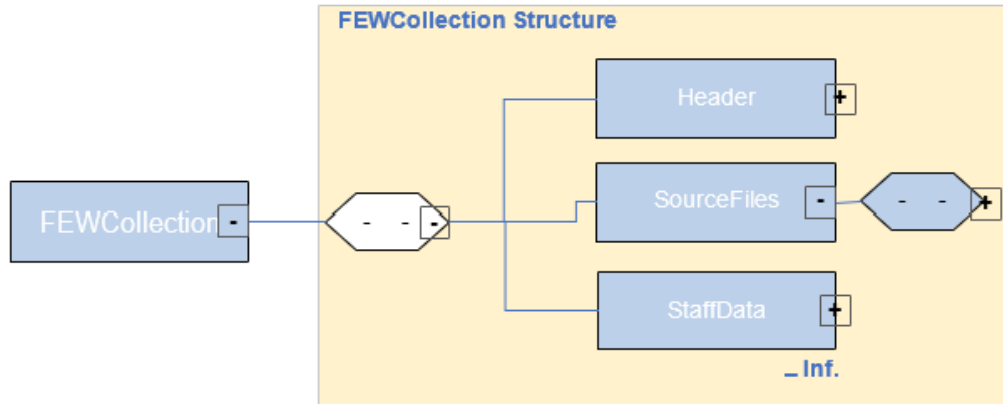 FEWCollection Structure
Header
+
FEWCollection
-
- - -
SourceFiles
-
- -
+
StaffData
+
_ Inf.